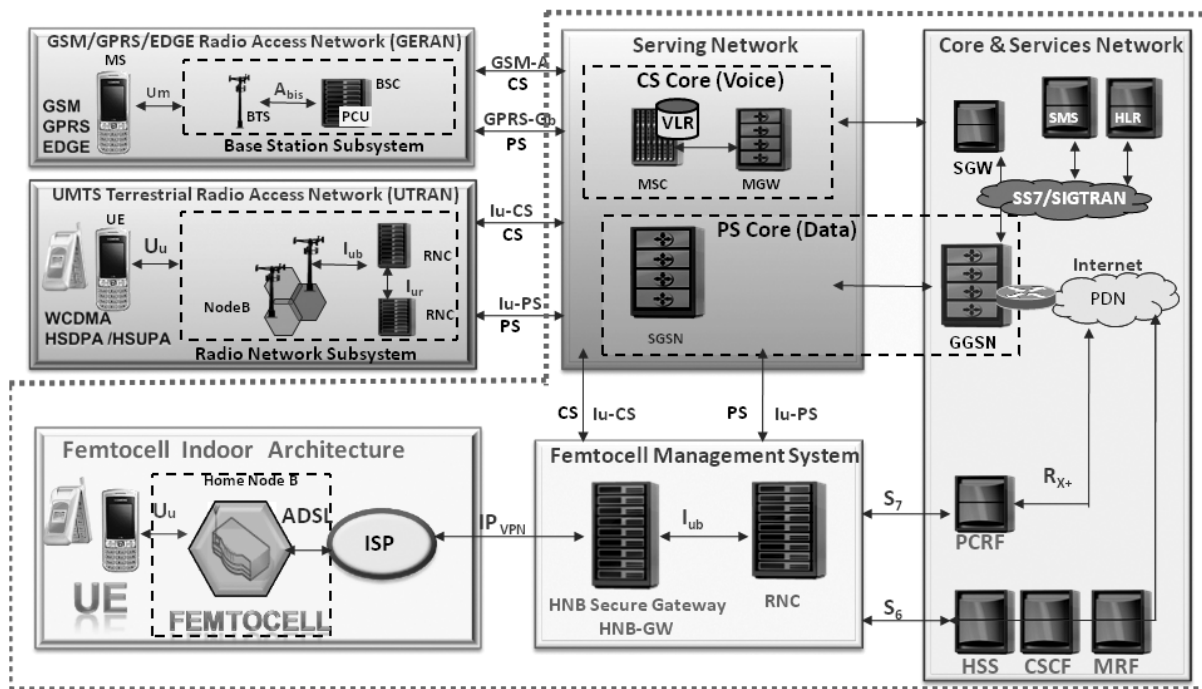 GSM/GPRS/EDGE Radio Access Network (GERAN)
MS
GSM
GPRS
EDGE
Um
BTS
Abis
BSC
PCU
Base Station Subsystem
GSM-A
CS
GPRS-Gb
PS
UMTS Terrestrial Radio Access Network (UTRAN)
UE
Uu
WCDMA
HSDPA /HSUPA
NodeB
Iub
RNC
Iur
RNC
Radio Network Subsystem
Iu-CS
CS
Iu-PS
PS
Serving Network
CS Core (Voice)
VLR
MSC
MGW
PS Core (Data)
SGSN
Core & Services Network
SGW
SMS
HLR
SS7/SIGTRAN
GGSN
Internet
PDN
CS
Iu-CS
PS
Iu-PS
Femtocell Indoor Architecture
Home Node B
Uu
UE
ADSL
FEMTOCELL
ISP
IP VPN
Femtocell Management System
HNB Secure Gateway
HNB-GW
Iub
RNC
S7
S6
RX+
PCRF
HSS
CSCF
MRF